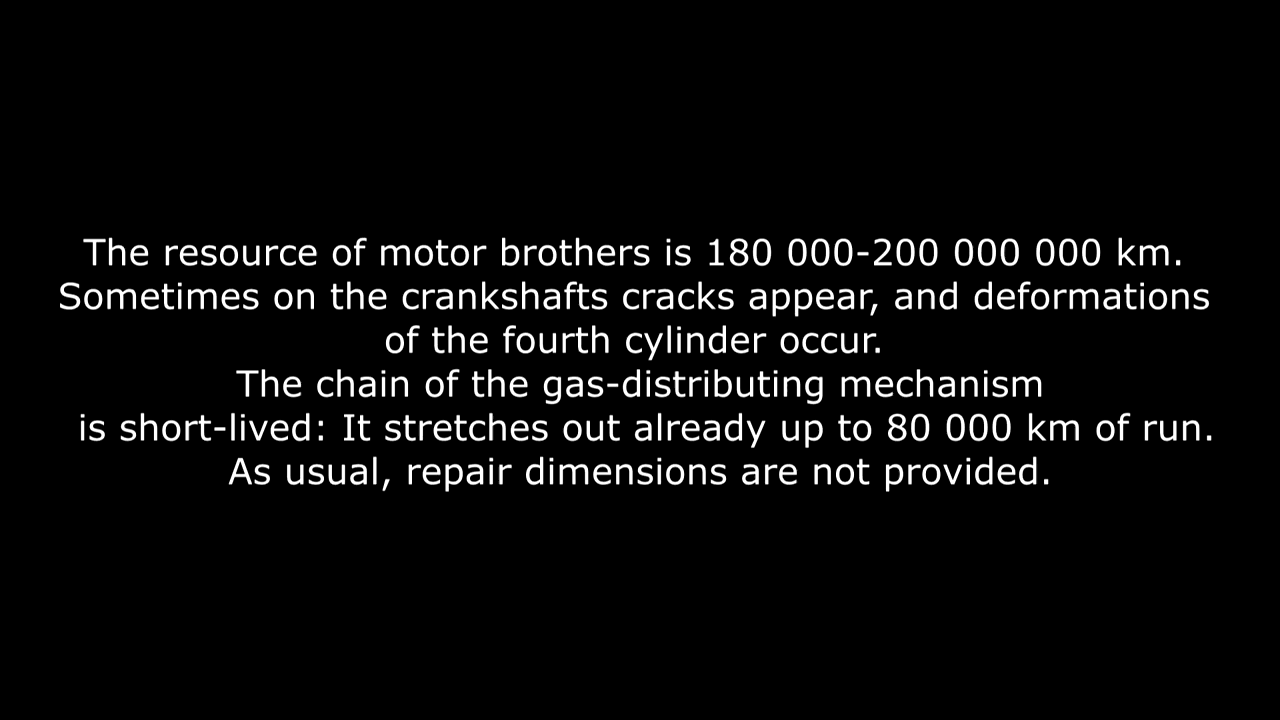 The resource of motor brothers is 180 000-200 000 000 km.
Sometimes on the crankshafts cracks appear, and deformations
of the fourth cylinder occur.
The chain of the gas-distributing mechanism
is short-lived: It stretches out already up to 80 000 km of run.
As usual, repair dimensions are not provided.